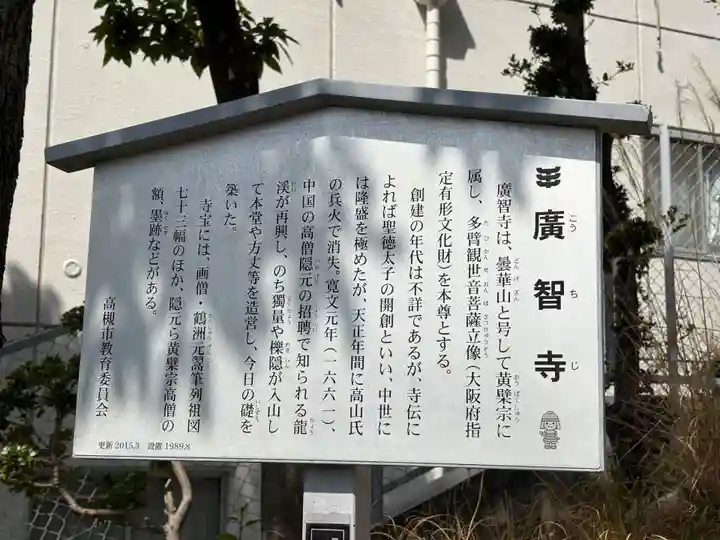 廣智寺
こうちじ
廣智寺は、曇華山と号して黄檗宗に
属し、多臂観世音菩薩立像(大阪府指
定有形文化財)を本尊とする。
創建の年代は不詳であるが、寺伝に
よれば聖徳太子の開創といい、中世に
は隆盛を極めたが、天正年間に高山氏
の兵火で消失。寛文元年(一六六一)、
中国の高僧隠元の招聘で知られる龍
渓が再興し、のち獨量や櫟隠が入山し
て本堂や方丈等を造営し、今日の礎を
築いた。
寺宝には、画僧・鶴洲元翯筆列祖図
七十三幅のほか、隠元ら黄檗宗高僧の
額、墨跡などがある。
高槻市教育委員会
更新 2015.3 設置 1989.8